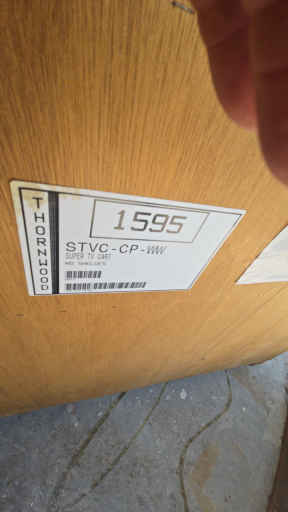 THORNWOOD
1595
STVC-CP-WW
SUPER TV CART